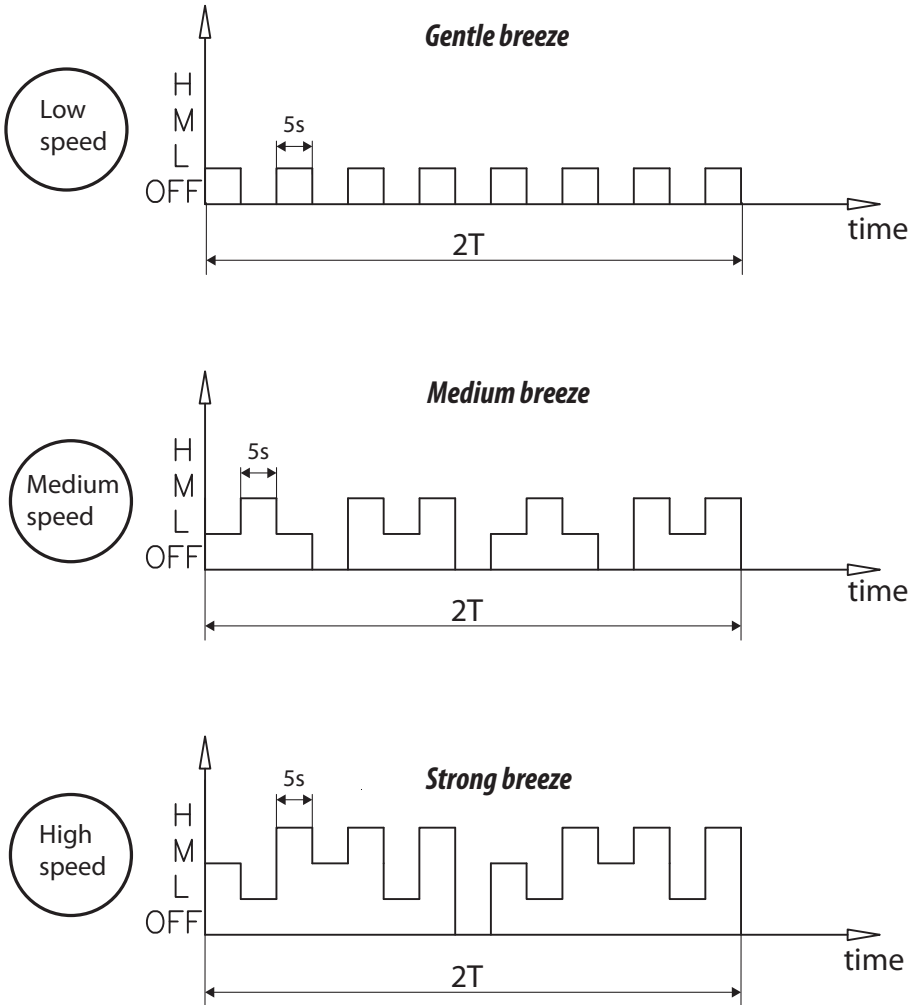 Gentle breeze
Low
speed
H
M
L
OFF
5s
time
2T
Medium breeze
Medium
speed
H
M
L
OFF
5s
time
2T
Strong breeze
High
speed
H
M
L
OFF
5s
time
2T